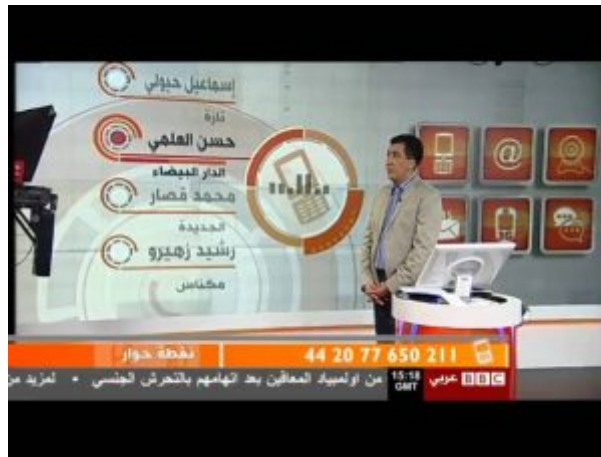 إسماعيل حيولي
تازة
حسن العلمي
الدار البيضاء
محمد قصار
الجديدة
رشيد زهيرو
مكناس
@
نقطة حوار
44 20 77 650 211
BBC عربي
15:18
GMT
من اولمبياد المعاقين بعد اتهامهم بالتحرش الجنسي • لمزيد من